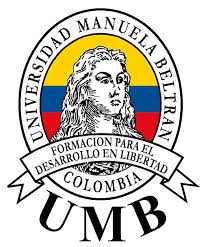 UNIVERSIDAD MANUELA BELTRAN
FORMACION PARA EL
DESARROLLO EN LIBERTAD
COLOMBIA
UMB